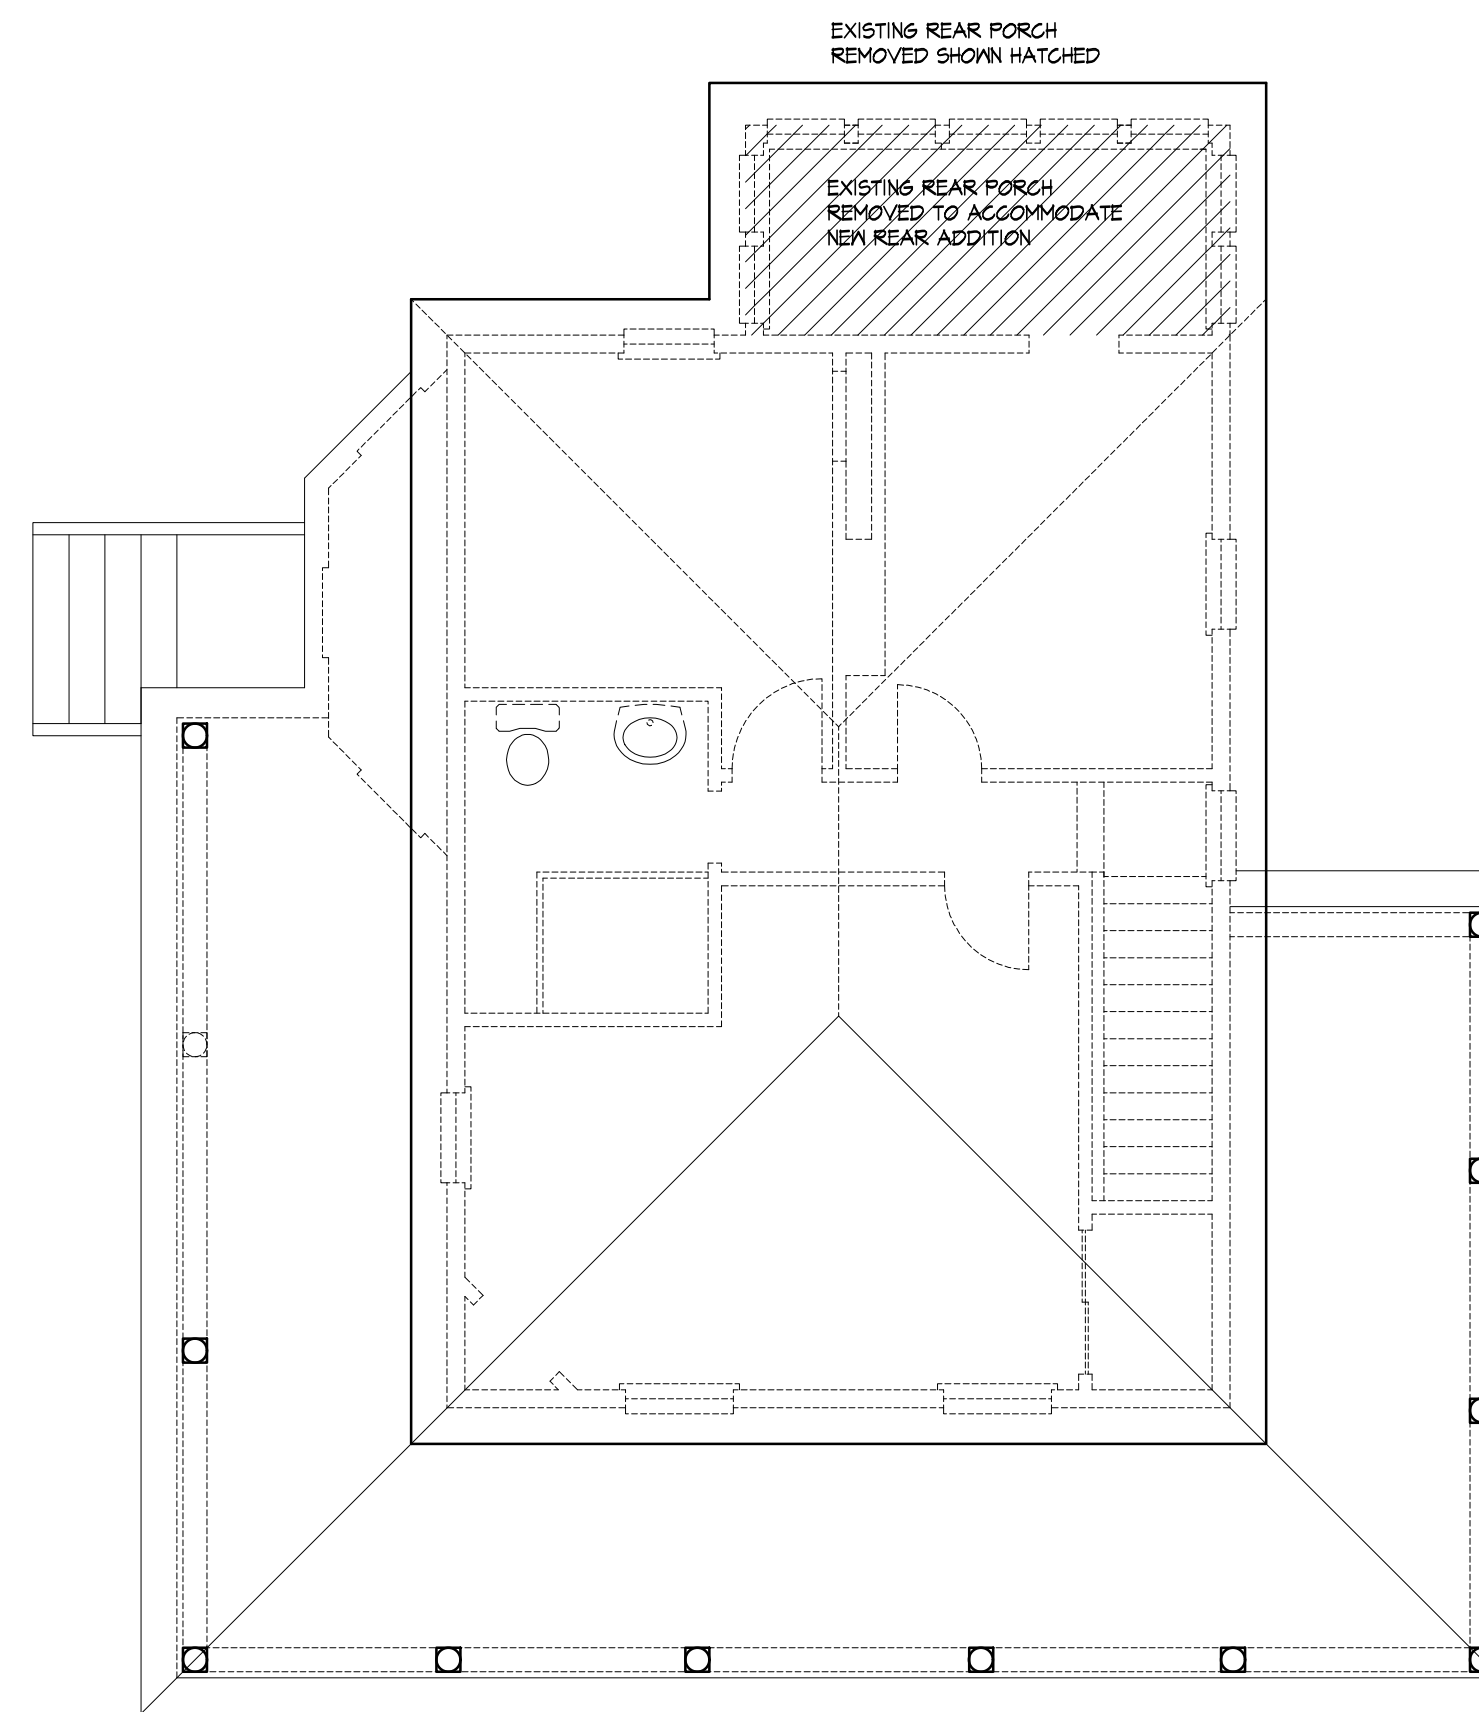 EXISTING REAR PORCH
REMOVED SHOWN HATCHED
EXISTING REAR PORCH
REMOVED TO ACCOMMODATE
NEW REAR ADDITION